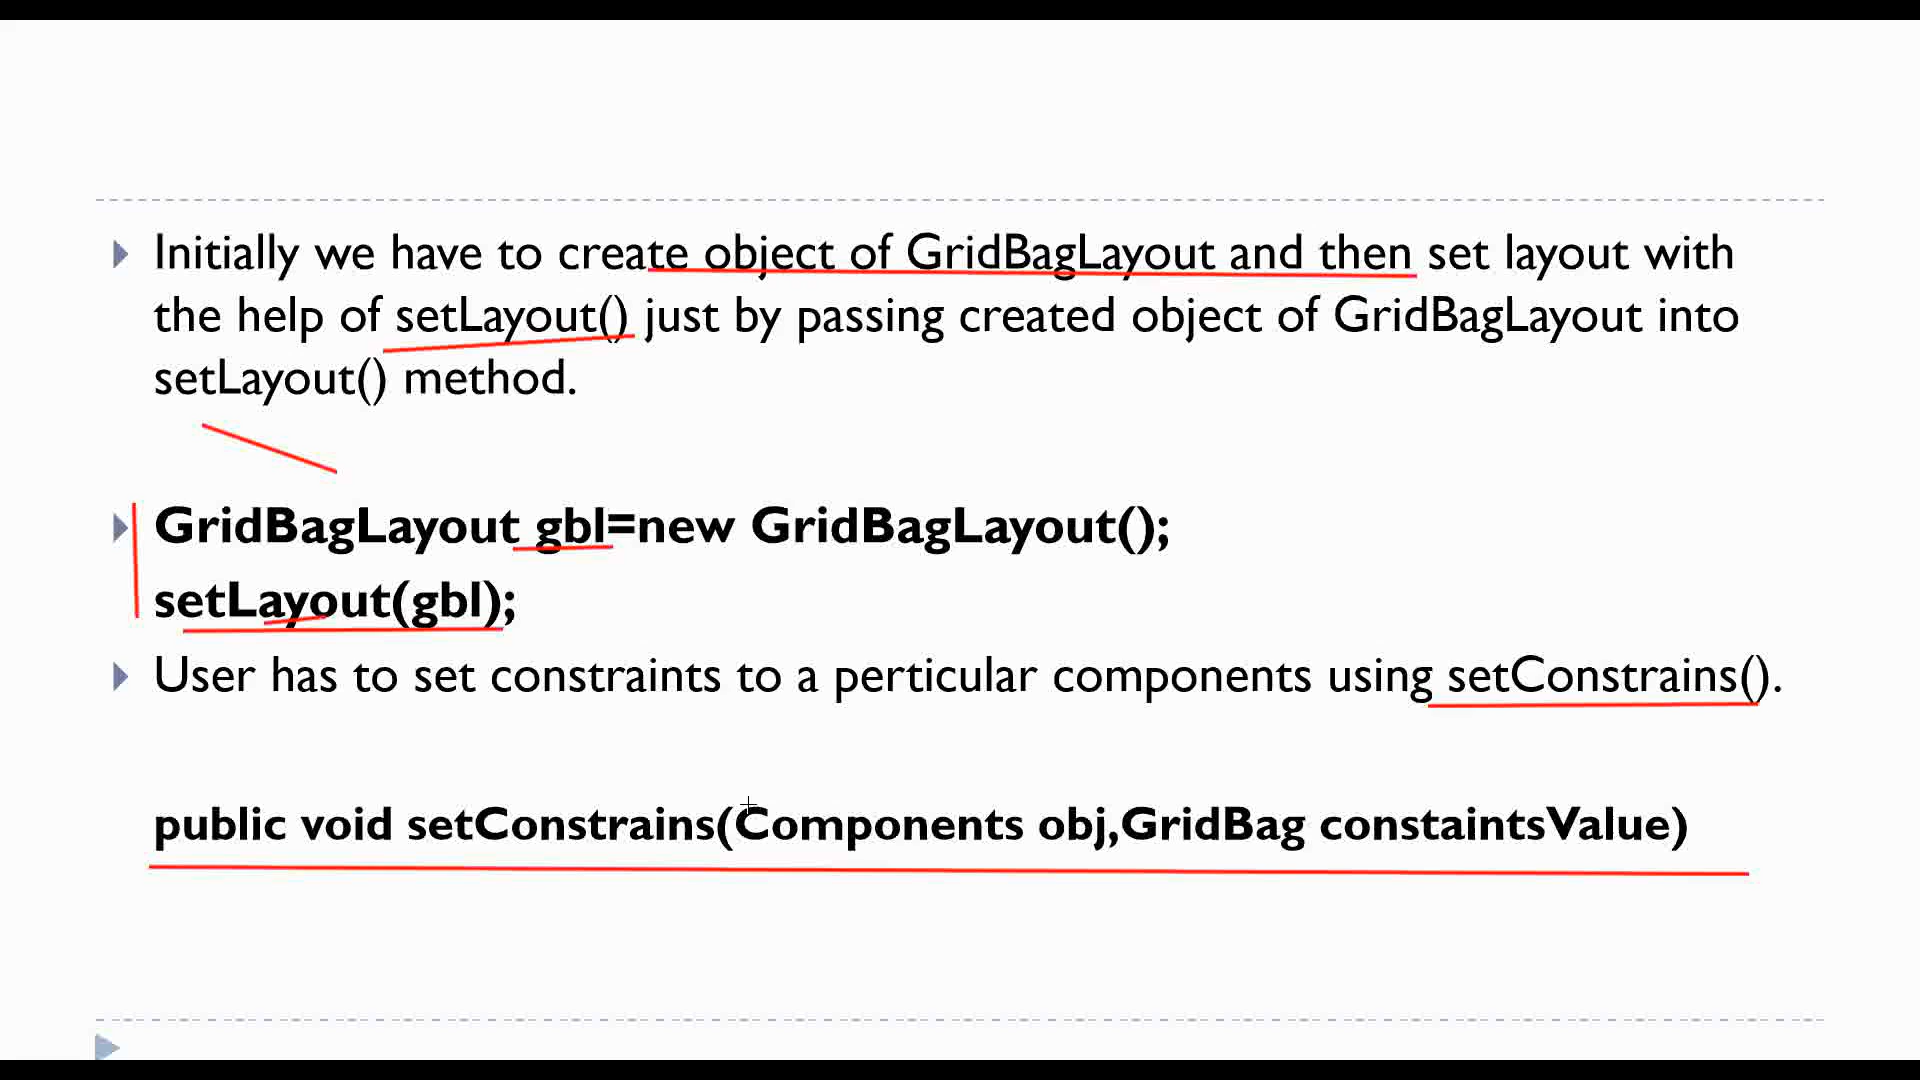 Initially we have to create object of GridBagLayout and then set layout with
the help of setLayout() just by passing created object of GridBagLayout into
setLayout() method.
GridBagLayout gbl=new GridBagLayout();
setLayout(gbl);
User has to set constraints to a perticular components using setConstrains().
public void setConstrains(Components obj,GridBag constaintsValue)